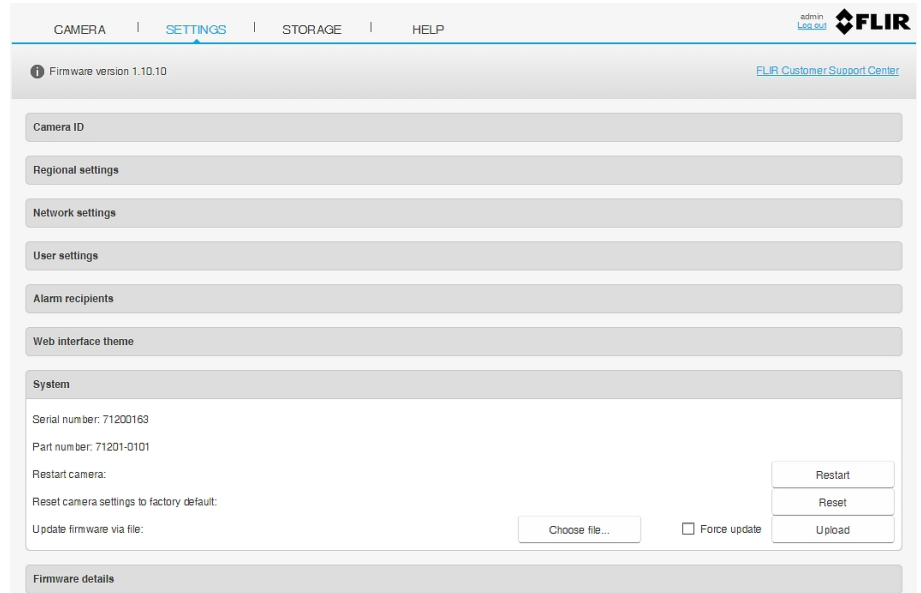 CAMERA | SETTINGS | STORAGE | HELP
admin
Log out
FLIR
Firmware version 1.10.10
FLIR Customer Support Center
Camera ID
Regional settings
Network settings
User settings
Alarm recipients
Web interface theme
System
Serial number: 71200163
Part number: 71201-0101
Restart camera: Restart
Reset camera settings to factory default: Reset
Update firmware via file: Choose file... Force update Upload
Firmware details